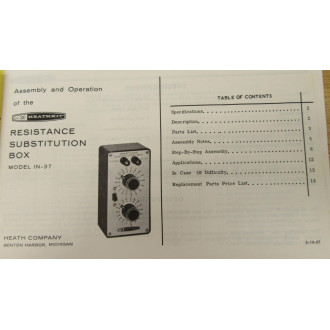 Assembly and Operation
of the
HEATHKIT
RESISTANCE
SUBSTITUTION
BOX
MODEL IN-37
HEATH COMPANY
BENTON HARBOR, MICHIGAN
TABLE OF CONTENTS
Specifications
Description
Parts List
Assembly Notes
Step-By-Step Assembly
Applications
In Case Of Difficulty
Replacement Parts Price List